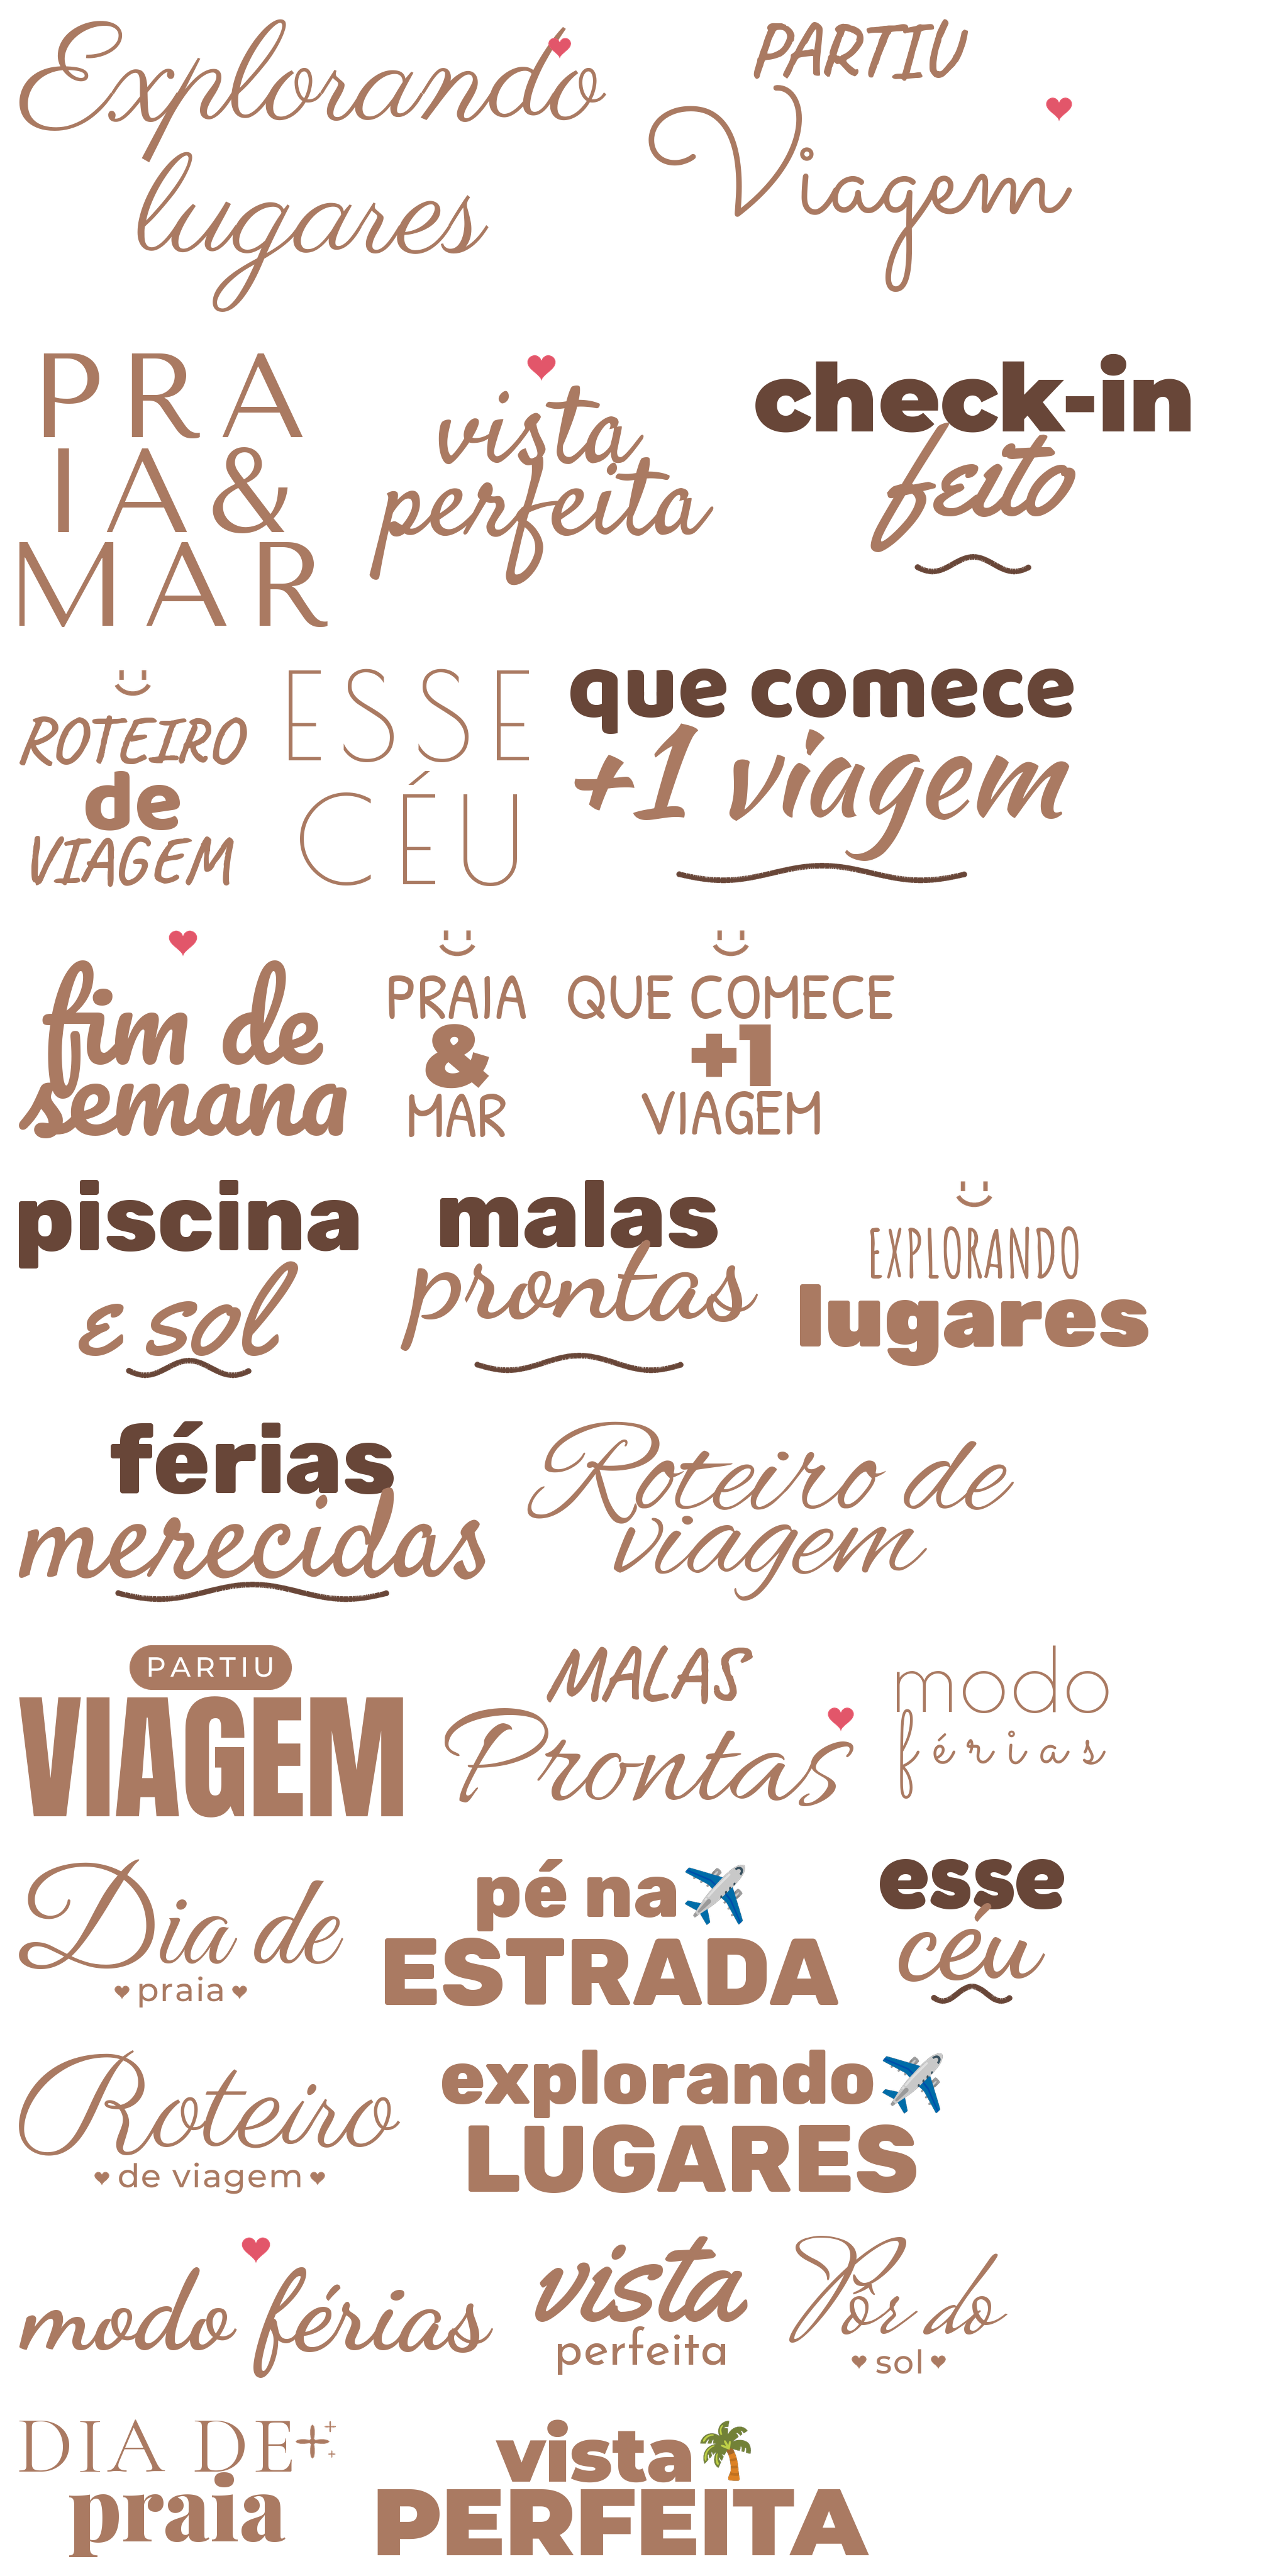 Explorando
lugares
PARTIU
Viagem
PRA
IA&
MAR
vista
perfeita
check-in
feito
ROTEIRO
de
VIAGEM
ESSE
CÉU
que comece
+1 viagem
fim de
semana
PRAIA
&
MAR
QUE COMECE
+1
VIAGEM
piscina
e sol
malas
prontas
EXPLORANDO
lugares
férias
merecidas
Roteiro de
viagem
PARTIU
VIAGEM
MALAS
Prontas
modo
férias
Dia de
praia
pé na
ESTRADA
esse
céu
Roteiro
de viagem
explorando
LUGARES
modo férias
vista
perfeita
Pôr do
sol
DIA DE
praia
vista
PERFEITA